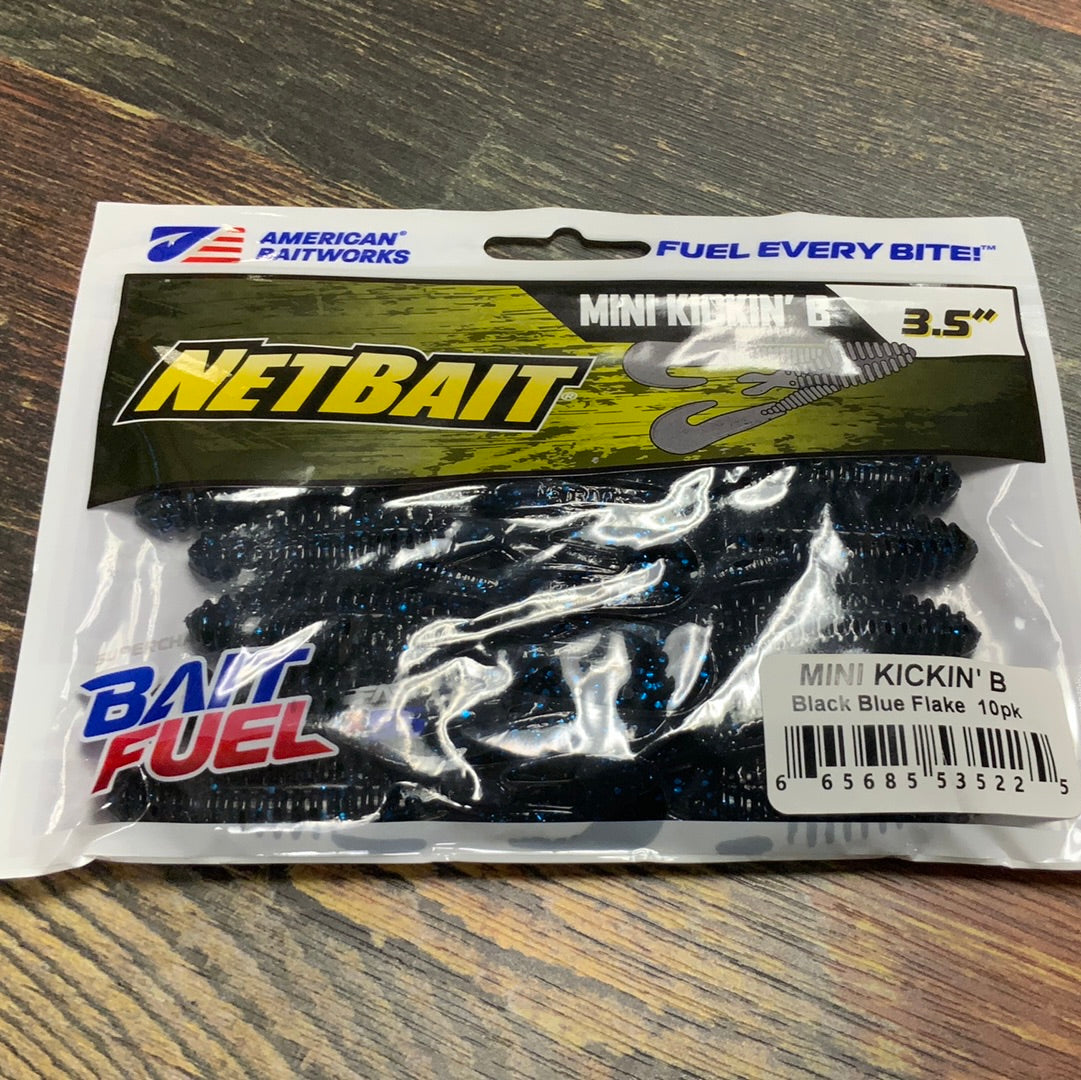 AMERICAN®
BAITWORKS
FUEL EVERY BITE!™
MINI KICKIN' B
3.5"
NETBAIT®
BAIT
FUEL
MINI KICKIN' B
Black Blue Flake 10pk
6 65685 53522 5